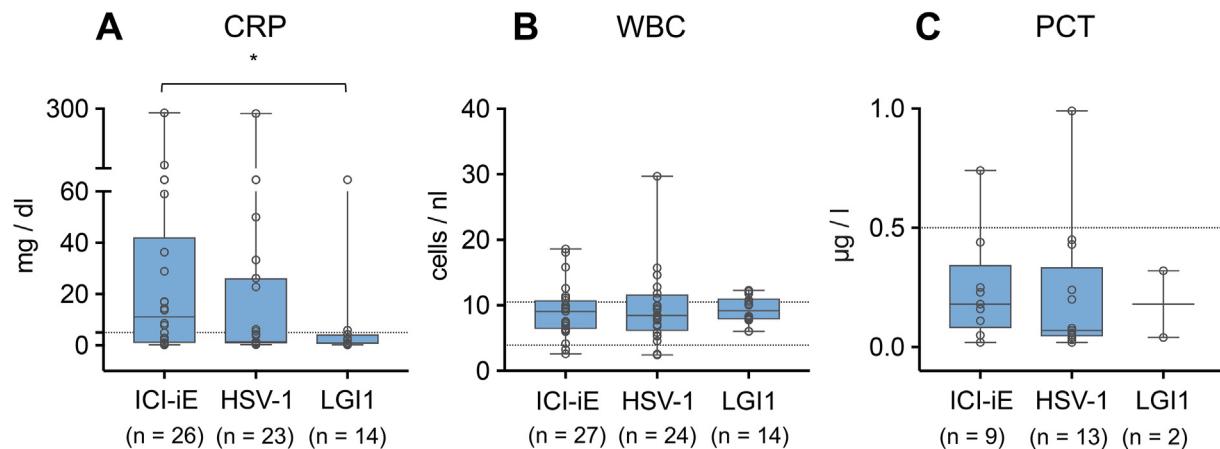 A CRP
*
300
60
40
20
0
mg / dl
ICI-iE HSV-1 LGI1
(n = 26) (n = 23) (n = 14)
B WBC
40
30
20
10
0
cells / nl
ICI-iE HSV-1 LGI1
(n = 27) (n = 24) (n = 14)
C PCT
1.0
0.5
0.0
µg / l
ICI-iE HSV-1 LGI1
(n = 9) (n = 13) (n = 2)